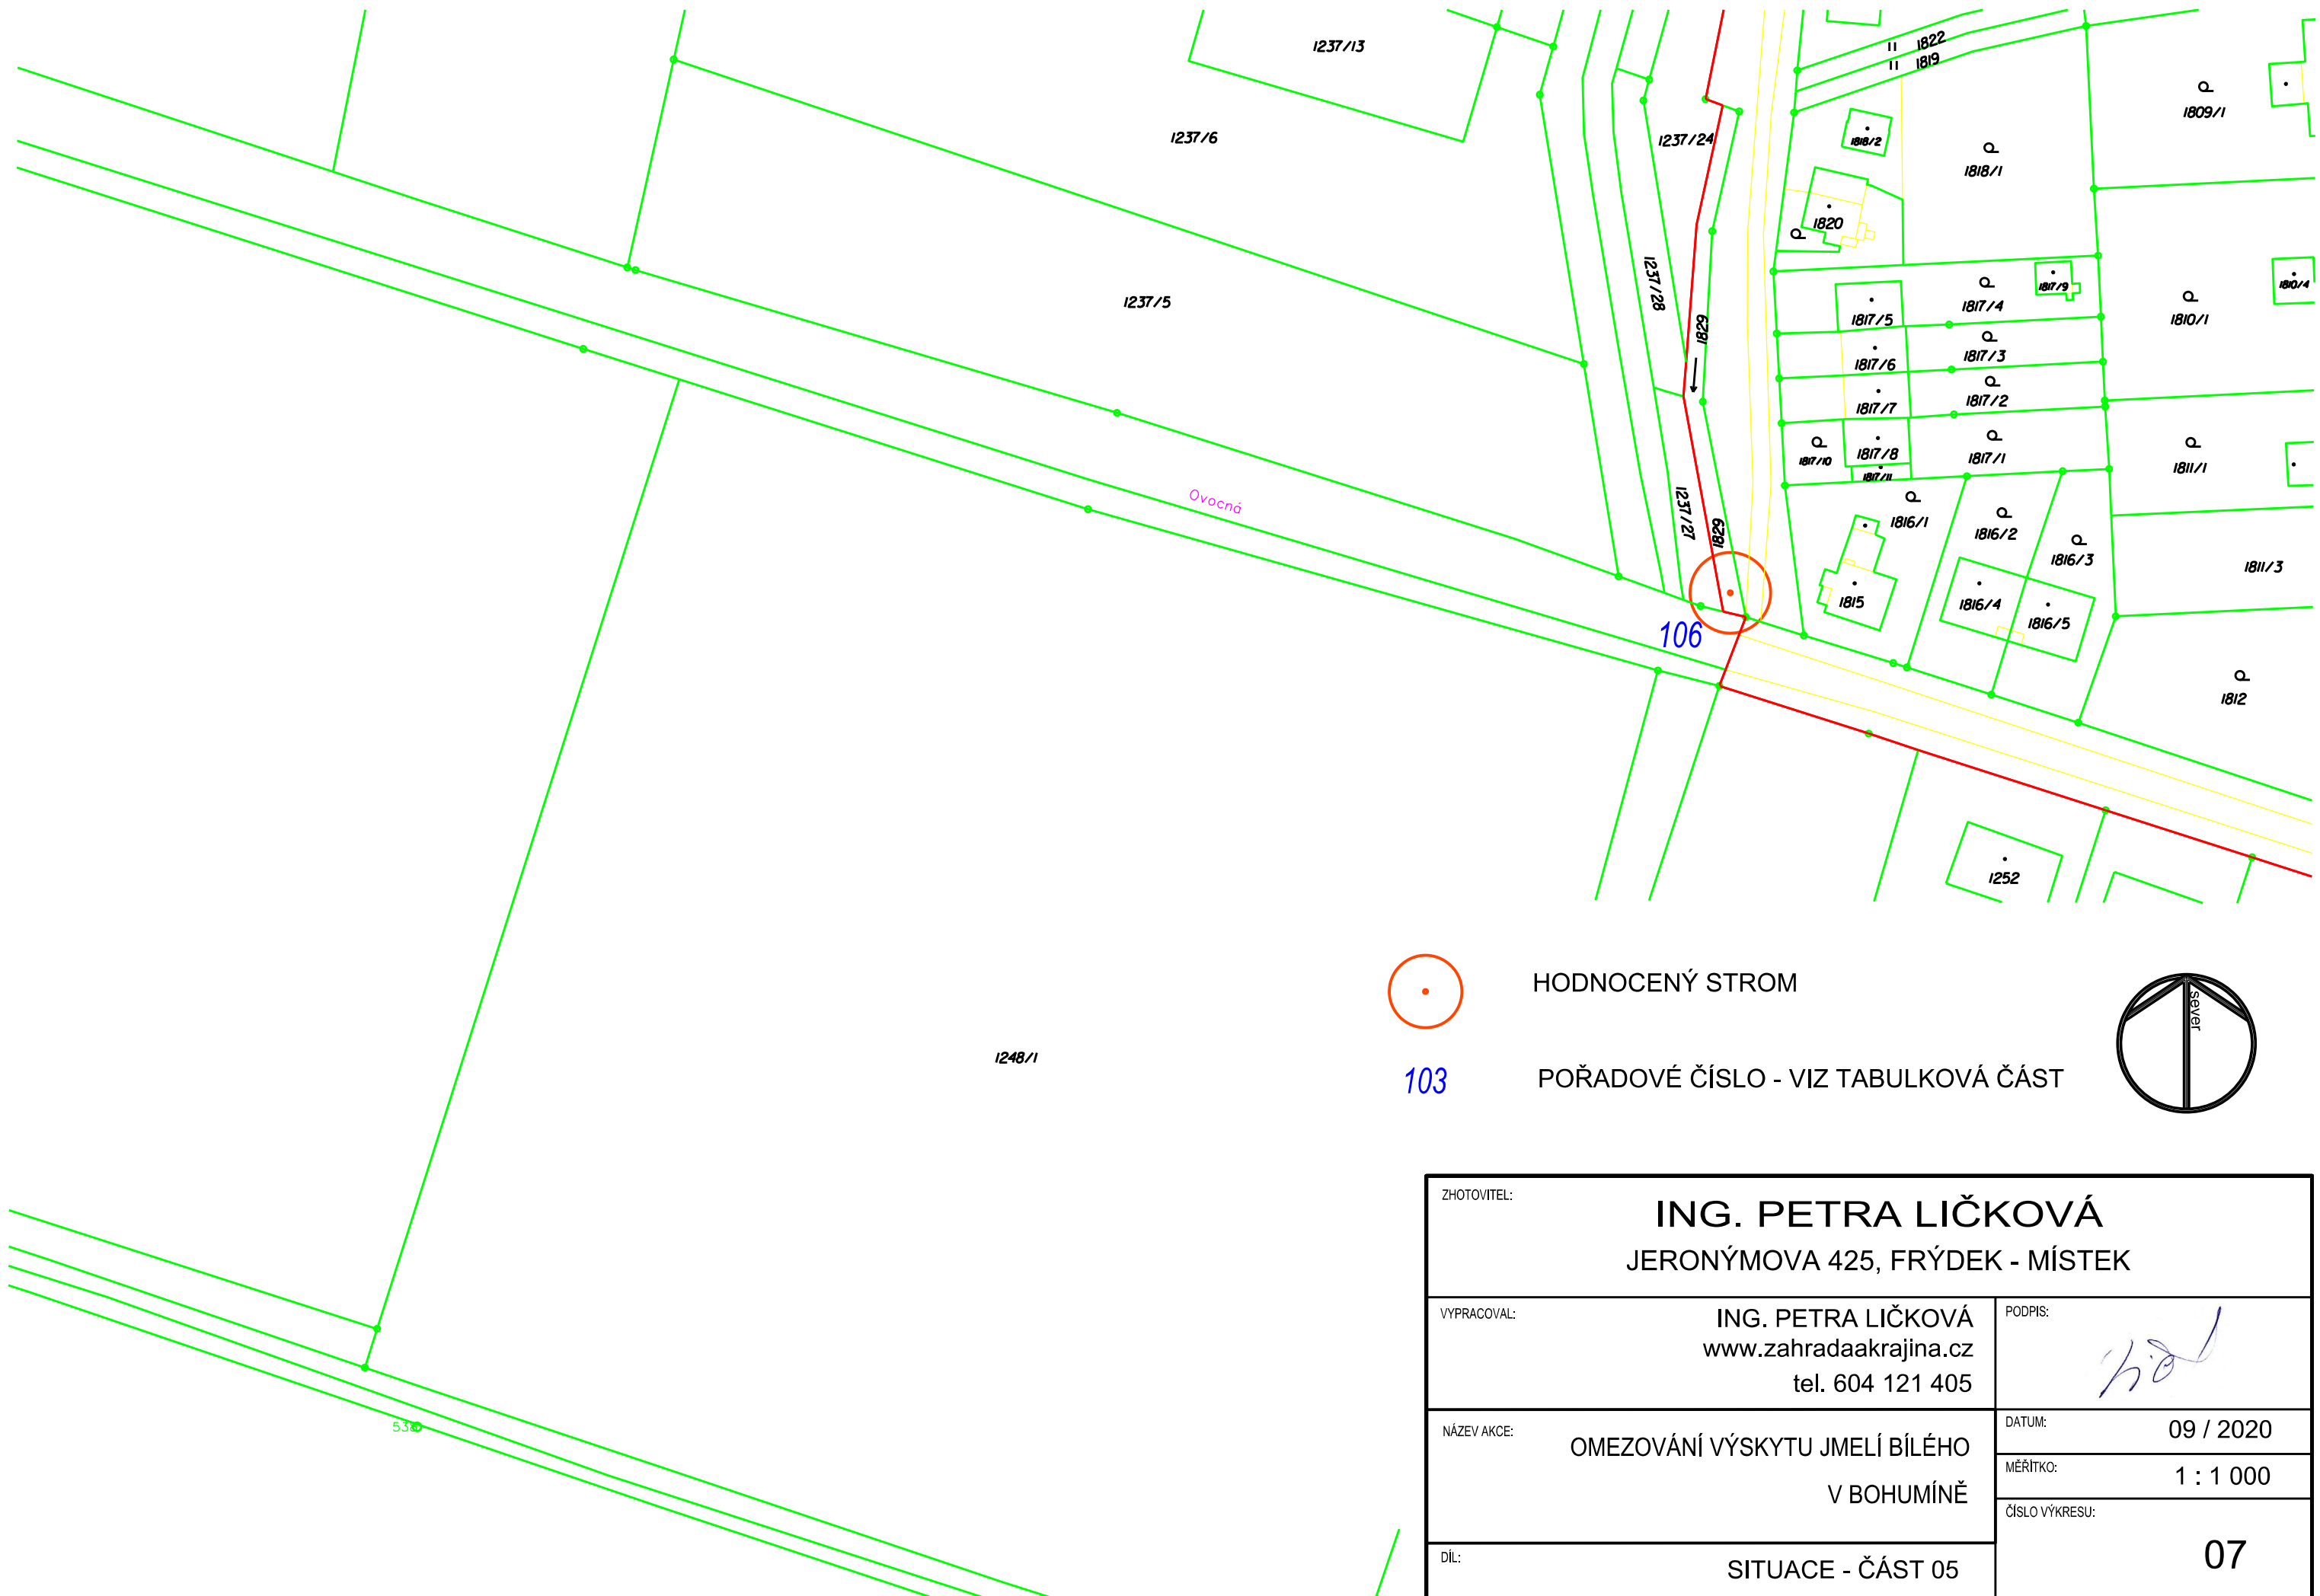 1237/13
1822
1819
1809/1
1237/6
1237/24
1818/2
1818/1
1820
1237/28
1237/5
1829
1817/9
1817/4
1817/5
1810/4
1810/1
1817/3
1817/6
1817/2
1817/7
1817/10
1817/8
1817/1
1817/11
1811/1
Ovocná
1237/27
1829
1816/1
1816/2
1816/3
1811/3
1815
1816/4
1816/5
106
1812
1252
HODNOCENÝ STROM
sever
1248/1
103
POŘADOVÉ ČÍSLO - VIZ TABULKOVÁ ČÁST
ZHOTOVITEL:
ING. PETRA LIČKOVÁ
JERONÝMOVA 425, FRÝDEK - MÍSTEK
VYPRACOVAL:
ING. PETRA LIČKOVÁ
www.zahradaakrajina.cz
tel. 604 121 405
PODPIS:
NÁZEV AKCE:
OMEZOVÁNÍ VÝSKYTU JMELÍ BÍLÉHO
V BOHUMÍNĚ
DATUM:
09 / 2020
MĚŘÍTKO:
1 : 1 000
ČÍSLO VÝKRESU:
07
DÍL:
SITUACE - ČÁST 05